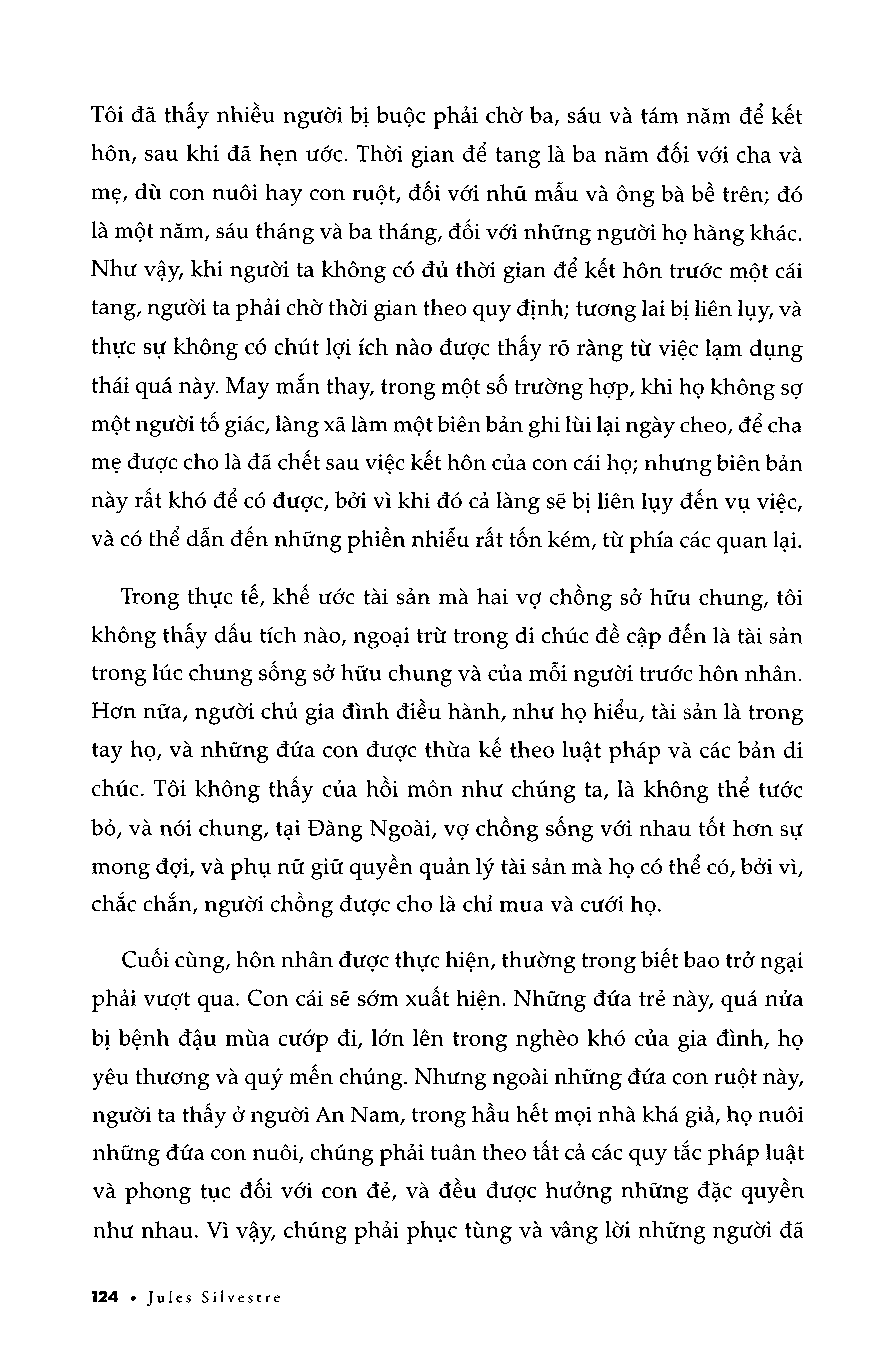 Tôi đã thấy nhiều người bị buộc phải chờ ba, sáu và tám năm để kết
hôn, sau khi đã hẹn ước. Thời gian để tang là ba năm đối với cha và
mẹ, dù con nuôi hay con ruột, đối với nhũ mẫu và ông bà bề trên; đó
là một năm, sáu tháng và ba tháng, đối với những người họ hàng khác.
Như vậy, khi người ta không có đủ thời gian để kết hôn trước một cái
tang, người ta phải chờ thời gian theo quy định; tương lai bị liên lụy, và
thực sự không có chút lợi ích nào được thấy rõ ràng từ việc lạm dụng
thái quá này. May mắn thay, trong một số trường hợp, khi họ không sợ
một người tố giác, làng xã làm một biên bản ghi lùi lại ngày cheo, để cha
mẹ được cho là đã chết sau việc kết hôn của con cái họ; nhưng biên bản
này rất khó để có được, bởi vì khi đó cả làng sẽ bị liên lụy đến vụ việc,
và có thể dẫn đến những phiền nhiễu rất tốn kém, từ phía các quan lại.
Trong thực tế, khế ước tài sản mà hai vợ chồng sở hữu chung, tôi
không thấy dấu tích nào, ngoại trừ trong di chúc đề cập đến là tài sản
trong lúc chung sống sở hữu chung và của mỗi người trước hôn nhân.
Hơn nữa, người chủ gia đình điều hành, như họ hiểu, tài sản là trong
tay họ, và những đứa con được thừa kế theo luật pháp và các bản di
chúc. Tôi không thấy của hồi môn như chúng ta, là không thể tước
bỏ, và nói chung, tại Đàng Ngoài, vợ chồng sống với nhau tốt hơn sự
mong đợi, và phụ nữ giữ quyền quản lý tài sản mà họ có thể có, bởi vì,
chắc chắn, người chồng được cho là chỉ mua và cưới họ.
Cuối cùng, hôn nhân được thực hiện, thường trong biết bao trở ngại
phải vượt qua. Con cái sẽ sớm xuất hiện. Những đứa trẻ này, quá nửa
bị bệnh đậu mùa cướp đi, lớn lên trong nghèo khó của gia đình, họ
yêu thương và quý mến chúng. Nhưng ngoài những đứa con ruột này,
người ta thấy ở người An Nam, trong hầu hết mọi nhà khá giả, họ nuôi
những đứa con nuôi, chúng phải tuân theo tất cả các quy tắc pháp luật
và phong tục đối với con đẻ, và đều được hưởng những đặc quyền
như nhau. Vì vậy, chúng phải phục tùng và vâng lời những người đã
124 • Jules Silvestre